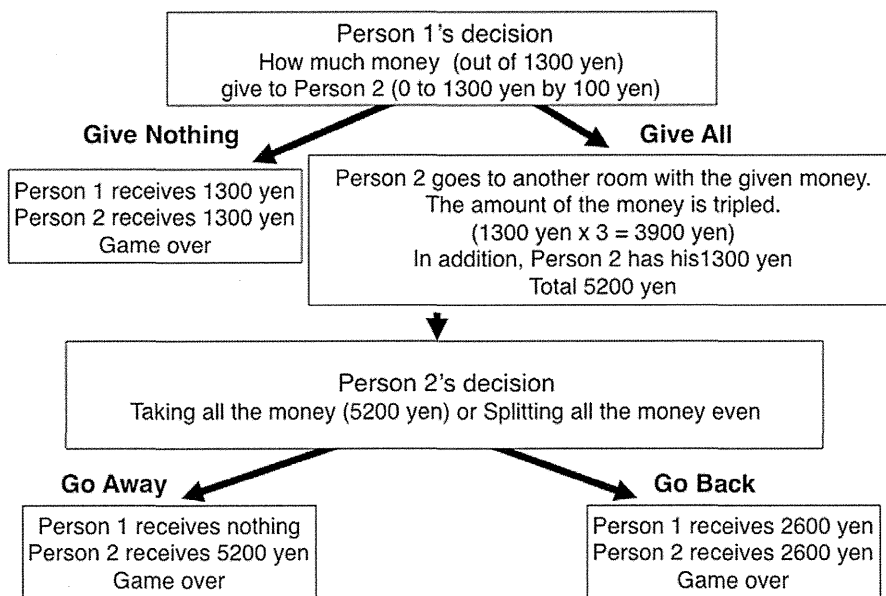 Person 1's decision
How much money (out of 1300 yen)
give to Person 2 (0 to 1300 yen by 100 yen)
Give Nothing
Give All
Person 1 receives 1300 yen
Person 2 receives 1300 yen
Game over
Person 2 goes to another room with the given money.
The amount of the money is tripled.
(1300 yen x 3 = 3900 yen)
In addition, Person 2 has his1300 yen
Total 5200 yen
Person 2's decision
Taking all the money (5200 yen) or Splitting all the money even
Go Away
Go Back
Person 1 receives nothing
Person 2 receives 5200 yen
Game over
Person 1 receives 2600 yen
Person 2 receives 2600 yen
Game over